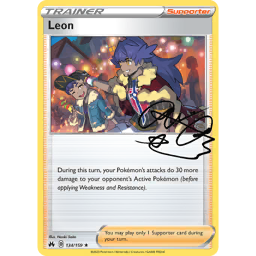 TRAINER Supporter
Leon
During this turn, your Pokémon's attacks do 30 more
damage to your opponent's Active Pokémon (before
applying Weakness and Resistance).
134/159 ★
You may play only 1 Supporter card during
your turn.